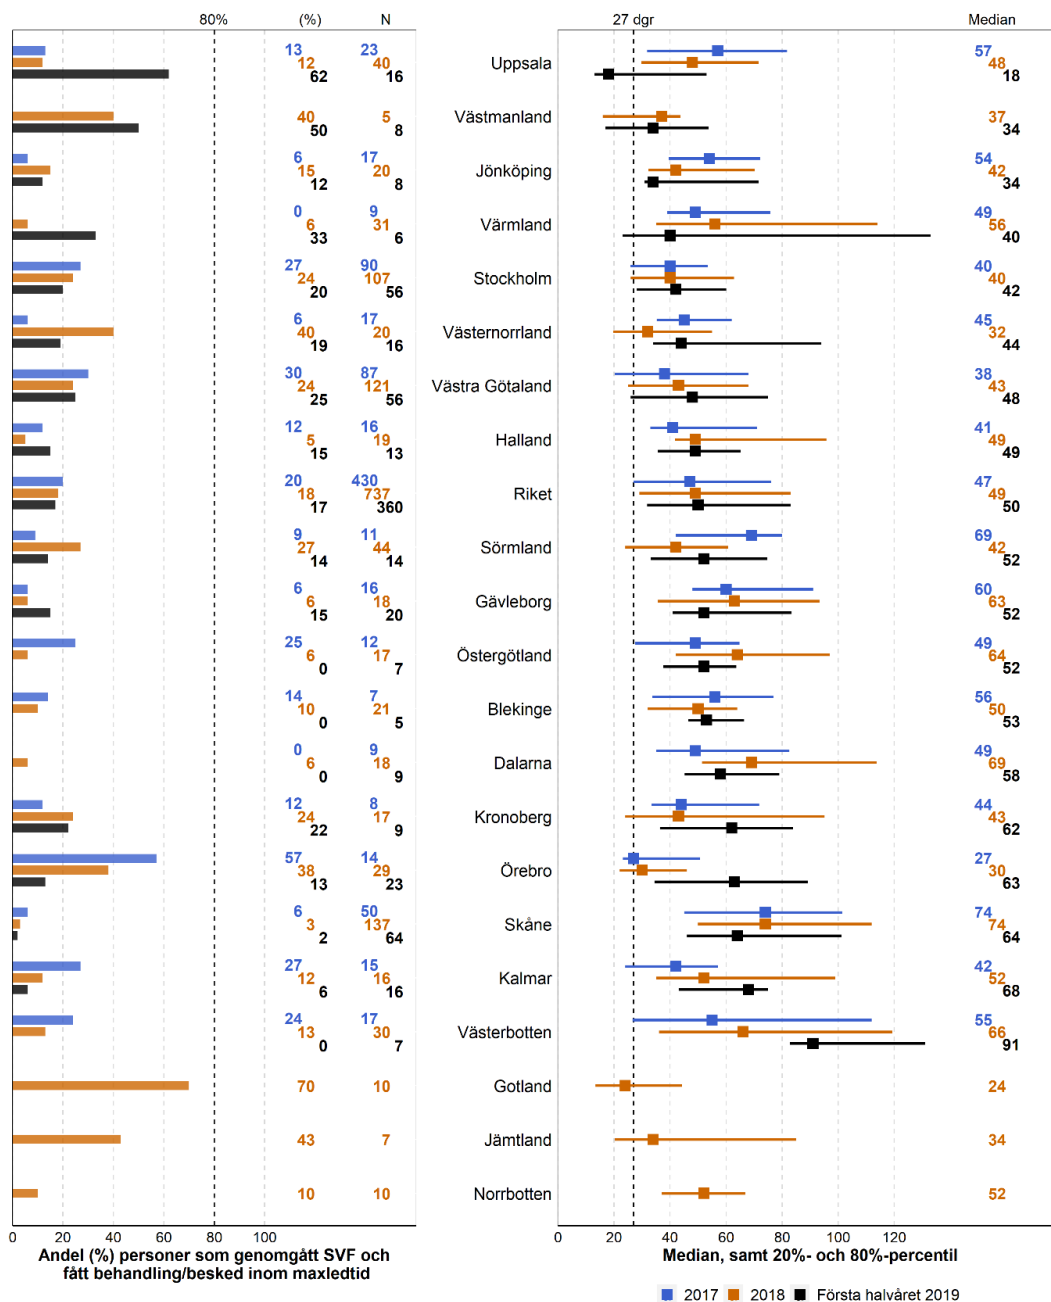 80% (%) N 27 dgr Median
13 23 57
12 40 Uppsala 48
62 16 18
40 5 Västmanland 37
50 8 34
6 17 54
15 20 Jönköping 42
12 8 34
0 9 49
6 31 Värmland 56
33 6 40
27 90 40
24 107 Stockholm 40
20 56 42
6 17 45
40 20 Västernorrland 32
19 16 44
30 87 38
24 121 Västra Götaland 43
25 56 48
12 16 41
5 19 Halland 49
15 13 49
20 430 47
18 737 Riket 49
17 360 50
9 11 69
27 44 Sörmland 42
14 14 52
6 16 60
6 18 Gävleborg 63
15 20 52
25 12 49
6 17 Östergötland 64
0 7 52
14 7 56
10 21 Blekinge 50
0 5 53
0 9 49
6 18 Dalarna 69
0 9 58
12 8 44
24 17 Kronoberg 43
22 9 62
57 14 27
38 29 Örebro 30
13 23 63
6 50 74
3 137 Skåne 74
2 64 64
27 15 42
12 16 Kalmar 52
6 16 68
24 17 55
13 30 Västerbotten 66
0 7 91
70 10 Gotland 24
43 7 Jämtland 34
10 10 Norrbotten 52
0 20 40 60 80 100 0 20 40 60 80 100 120
Andel (%) personer som genomgått SVF och
fått behandling/besked inom maxledtid
Median, samt 20%- och 80%-percentil
2017 2018 Första halvåret 2019